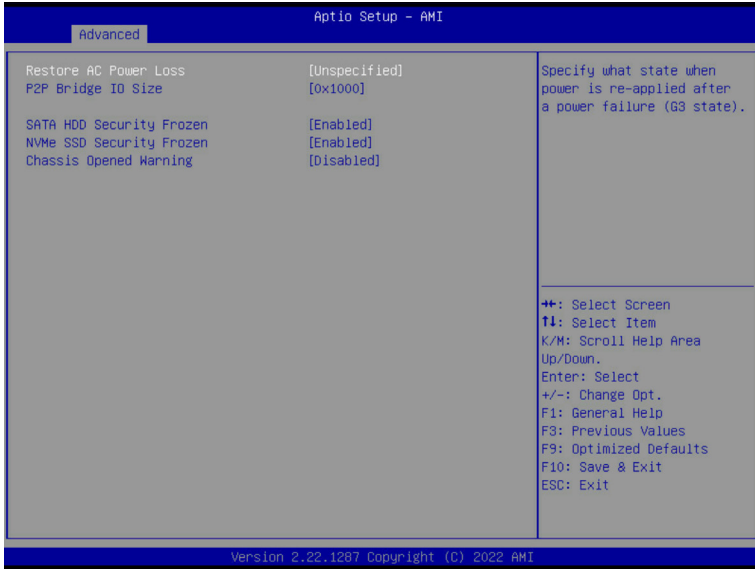 Aptio Setup - AMI
Advanced
Restore AC Power Loss [Unspecified]
P2P Bridge IO Size [0x1000]
SATA HDD Security Frozen [Enabled]
NVMe SSD Security Frozen [Enabled]
Chassis Opened Warning [Disabled]
Specify what state when
power is re-applied after
a power failure (G3 state).
→←: Select Screen
↑↓: Select Item
K/M: Scroll Help Area
Up/Down.
Enter: Select
+/-: Change Opt.
F1: General Help
F3: Previous Values
F9: Optimized Defaults
F10: Save & Exit
ESC: Exit
Version 2.22.1287 Copyright (C) 2022 AMI